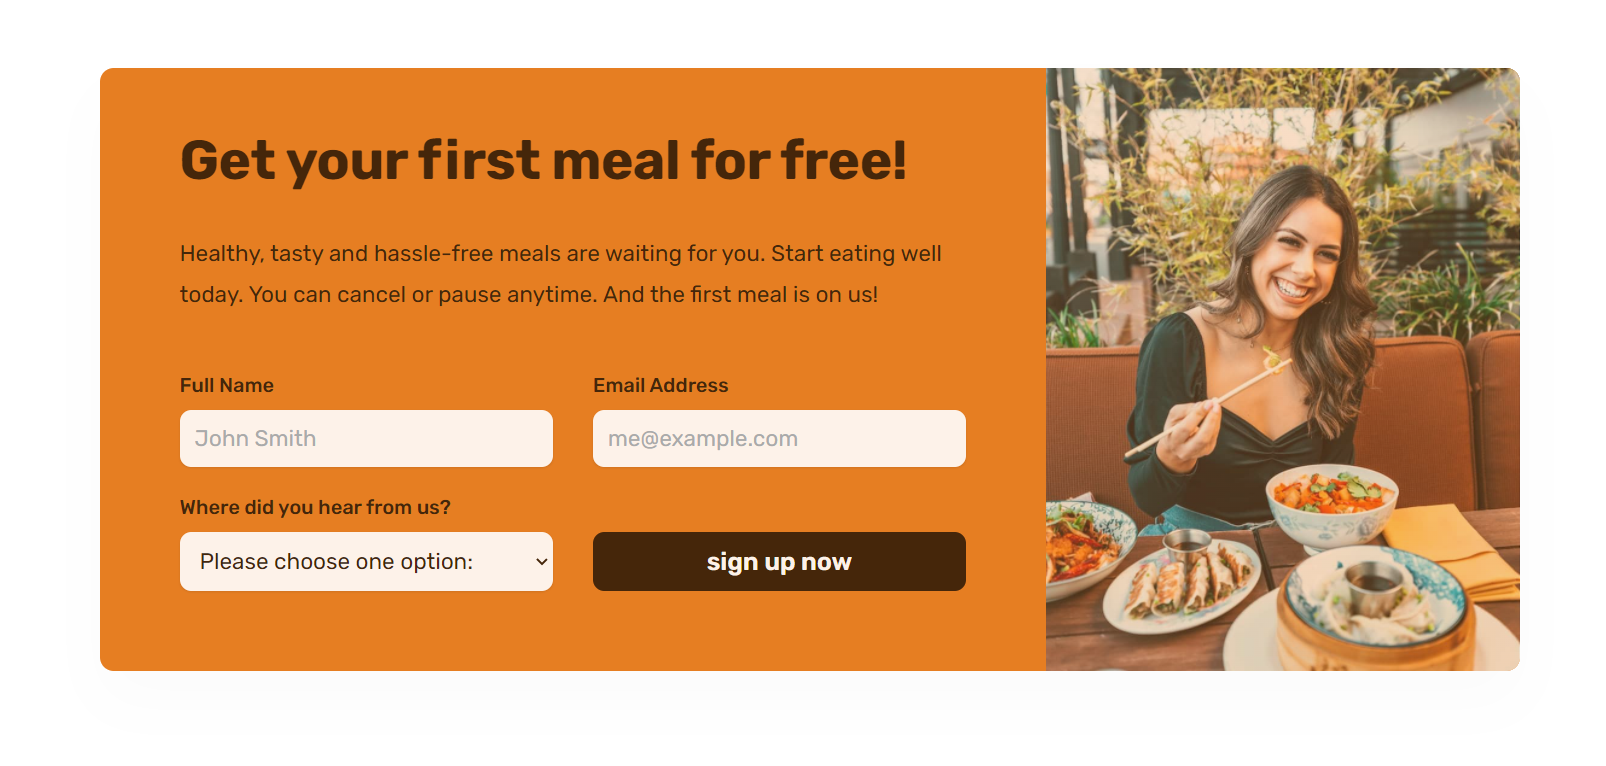 Get your first meal for free!
Healthy, tasty and hassle-free meals are waiting for you. Start eating well
today. You can cancel or pause anytime. And the first meal is on us!
Full Name
Email Address
John Smith
me@example.com
Where did you hear from us?
Please choose one option:
sign up now